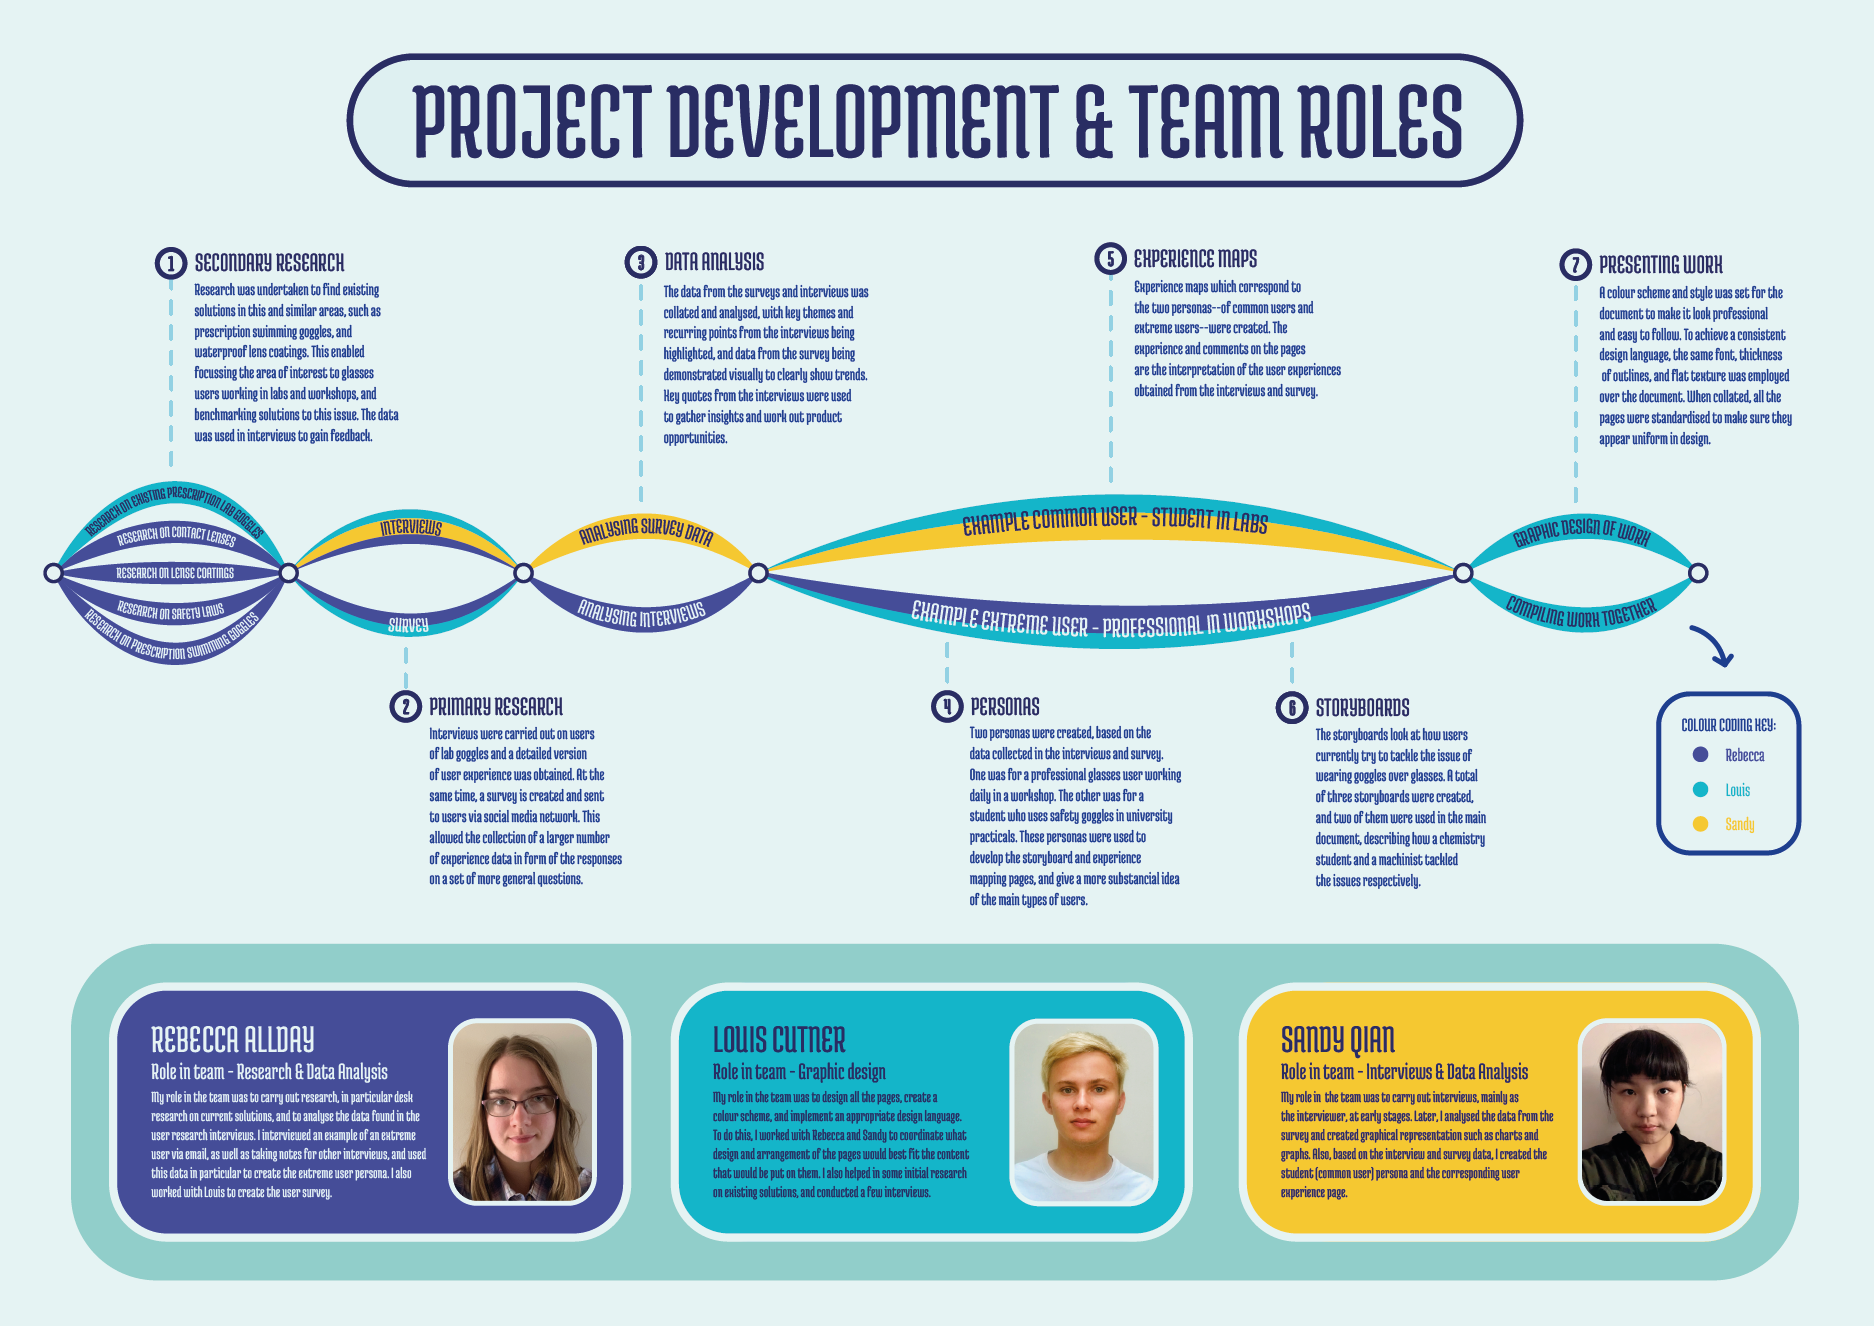 PROJECT DEVELOPMENT & TEAM ROLES
1 SECONDARY RESEARCH
Research was undertaken to find existing
solutions in this and similar areas, such as
prescription swimming goggles, and
waterproof lens coatings. This enabled
focussing the area of interest to glasses
users working in labs and workshops, and
benchmarking solutions to this issue. The data
was used in interviews to gain feedback.
3 DATA ANALYSIS
The data from the surveys and interviews was
collated and analysed, with key themes and
recurring points from the interviews being
highlighted, and data from the survey being
demonstrated visually to clearly show trends.
Key quotes from the interviews were used
to gather insights and work out product
opportunities.
5 EXPERIENCE MAPS
Experience maps which correspond to
the two personas--of common users and
extreme users--were created. The
experience and comments on the pages
are the interpretation of the user experiences
obtained from the interviews and survey.
7 PRESENTING WORK
A colour scheme and style was set for the
document to make it look professional
and easy to follow. To achieve a consistent
design language, the same font, thickness
of outlines, and flat texture was employed
over the document. When collated, all the
pages were standardised to make sure they
appear uniform in design.
RESEARCH ON EXISTING PRESCRIPTION LAB GOGGLES
RESEARCH ON CONTACT LENSES
RESEARCH ON LENSE COATINGS
RESEARCH ON SAFETY LAWS
RESEARCH ON PRESCRIPTION SWIMMING GOGGLES
INTERVIEWS
SURVEY
ANALYSING SURVEY DATA
ANALYSING INTERVIEWS
EXAMPLE COMMON USER - STUDENT IN LABS
EXAMPLE EXTREME USER - PROFESSIONAL IN WORKSHOPS
GRAPHIC DESIGN OF WORK
COMPILING WORK TOGETHER
2 PRIMARY RESEARCH
Interviews were carried out on users
of lab goggles and a detailed version
of user experience was obtained. At the
same time, a survey is created and sent
to users via social media network. This
allowed the collection of a larger number
of experience data in form of the responses
on a set of more general questions.
4 PERSONAS
Two personas were created, based on the
data collected in the interviews and survey.
One was for a professional glasses user working
daily in a workshop. The other was for a
student who uses safety goggles in university
practicals. These personas were used to
develop the storyboard and experience
mapping pages, and give a more substancial idea
of the main types of users.
6 STORYBOARDS
The storyboards look at how users
currently try to tackle the issue of
wearing goggles over glasses. A total
of three storyboards were created,
and two of them were used in the main
document, describing how a chemistry
student and a machinist tackled
the issues respectively.
COLOUR CODING KEY:
Rebecca
Louis
Sandy
REBECCA ALLDAY
Role in team - Research & Data Analysis
My role in the team was to carry out research, in particular desk
research on current solutions, and to analyse the data found in the
user research interviews. I interviewed an example of an extreme
user via email, as well as taking notes for other interviews, and used
this data in particular to create the extreme user persona. I also
worked with Louis to create the user survey.
LOUIS CUTNER
Role in team - Graphic design
My role in the team was to design all the pages, create a
colour scheme, and implement an appropriate design language.
To do this, I worked with Rebecca and Sandy to coordinate what
design and arrangement of the pages would best fit the content
that would be put on them. I also helped in some initial research
on existing solutions, and conducted a few interviews.
SANDY QIAN
Role in team - Interviews & Data Analysis
My role in the team was to carry out interviews, mainly as
the interviewer, at early stages. Later, I analysed the data from the
survey and created graphical representation such as charts and
graphs. Also, based on the interview and survey data, I created the
student (common user) persona and the corresponding user
experience page.